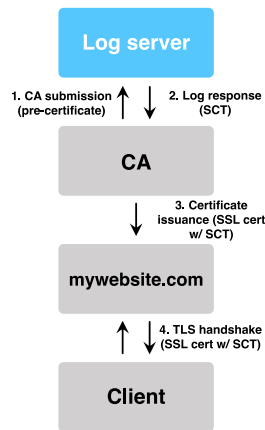 Log server
1. CA submission
(pre-certificate)
2. Log response
(SCT)
CA
3. Certificate
issuance (SSL cert
w/ SCT)
mywebsite.com
4. TLS handshake
(SSL cert w/ SCT)
Client